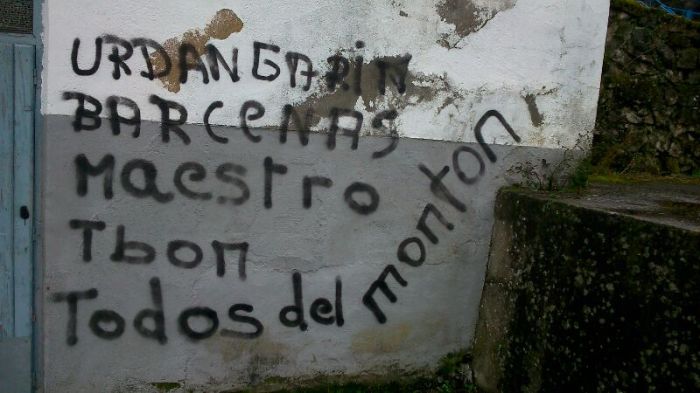 URDANGARIN
BARCENAS
Maestro
Tbon
Todos del monton